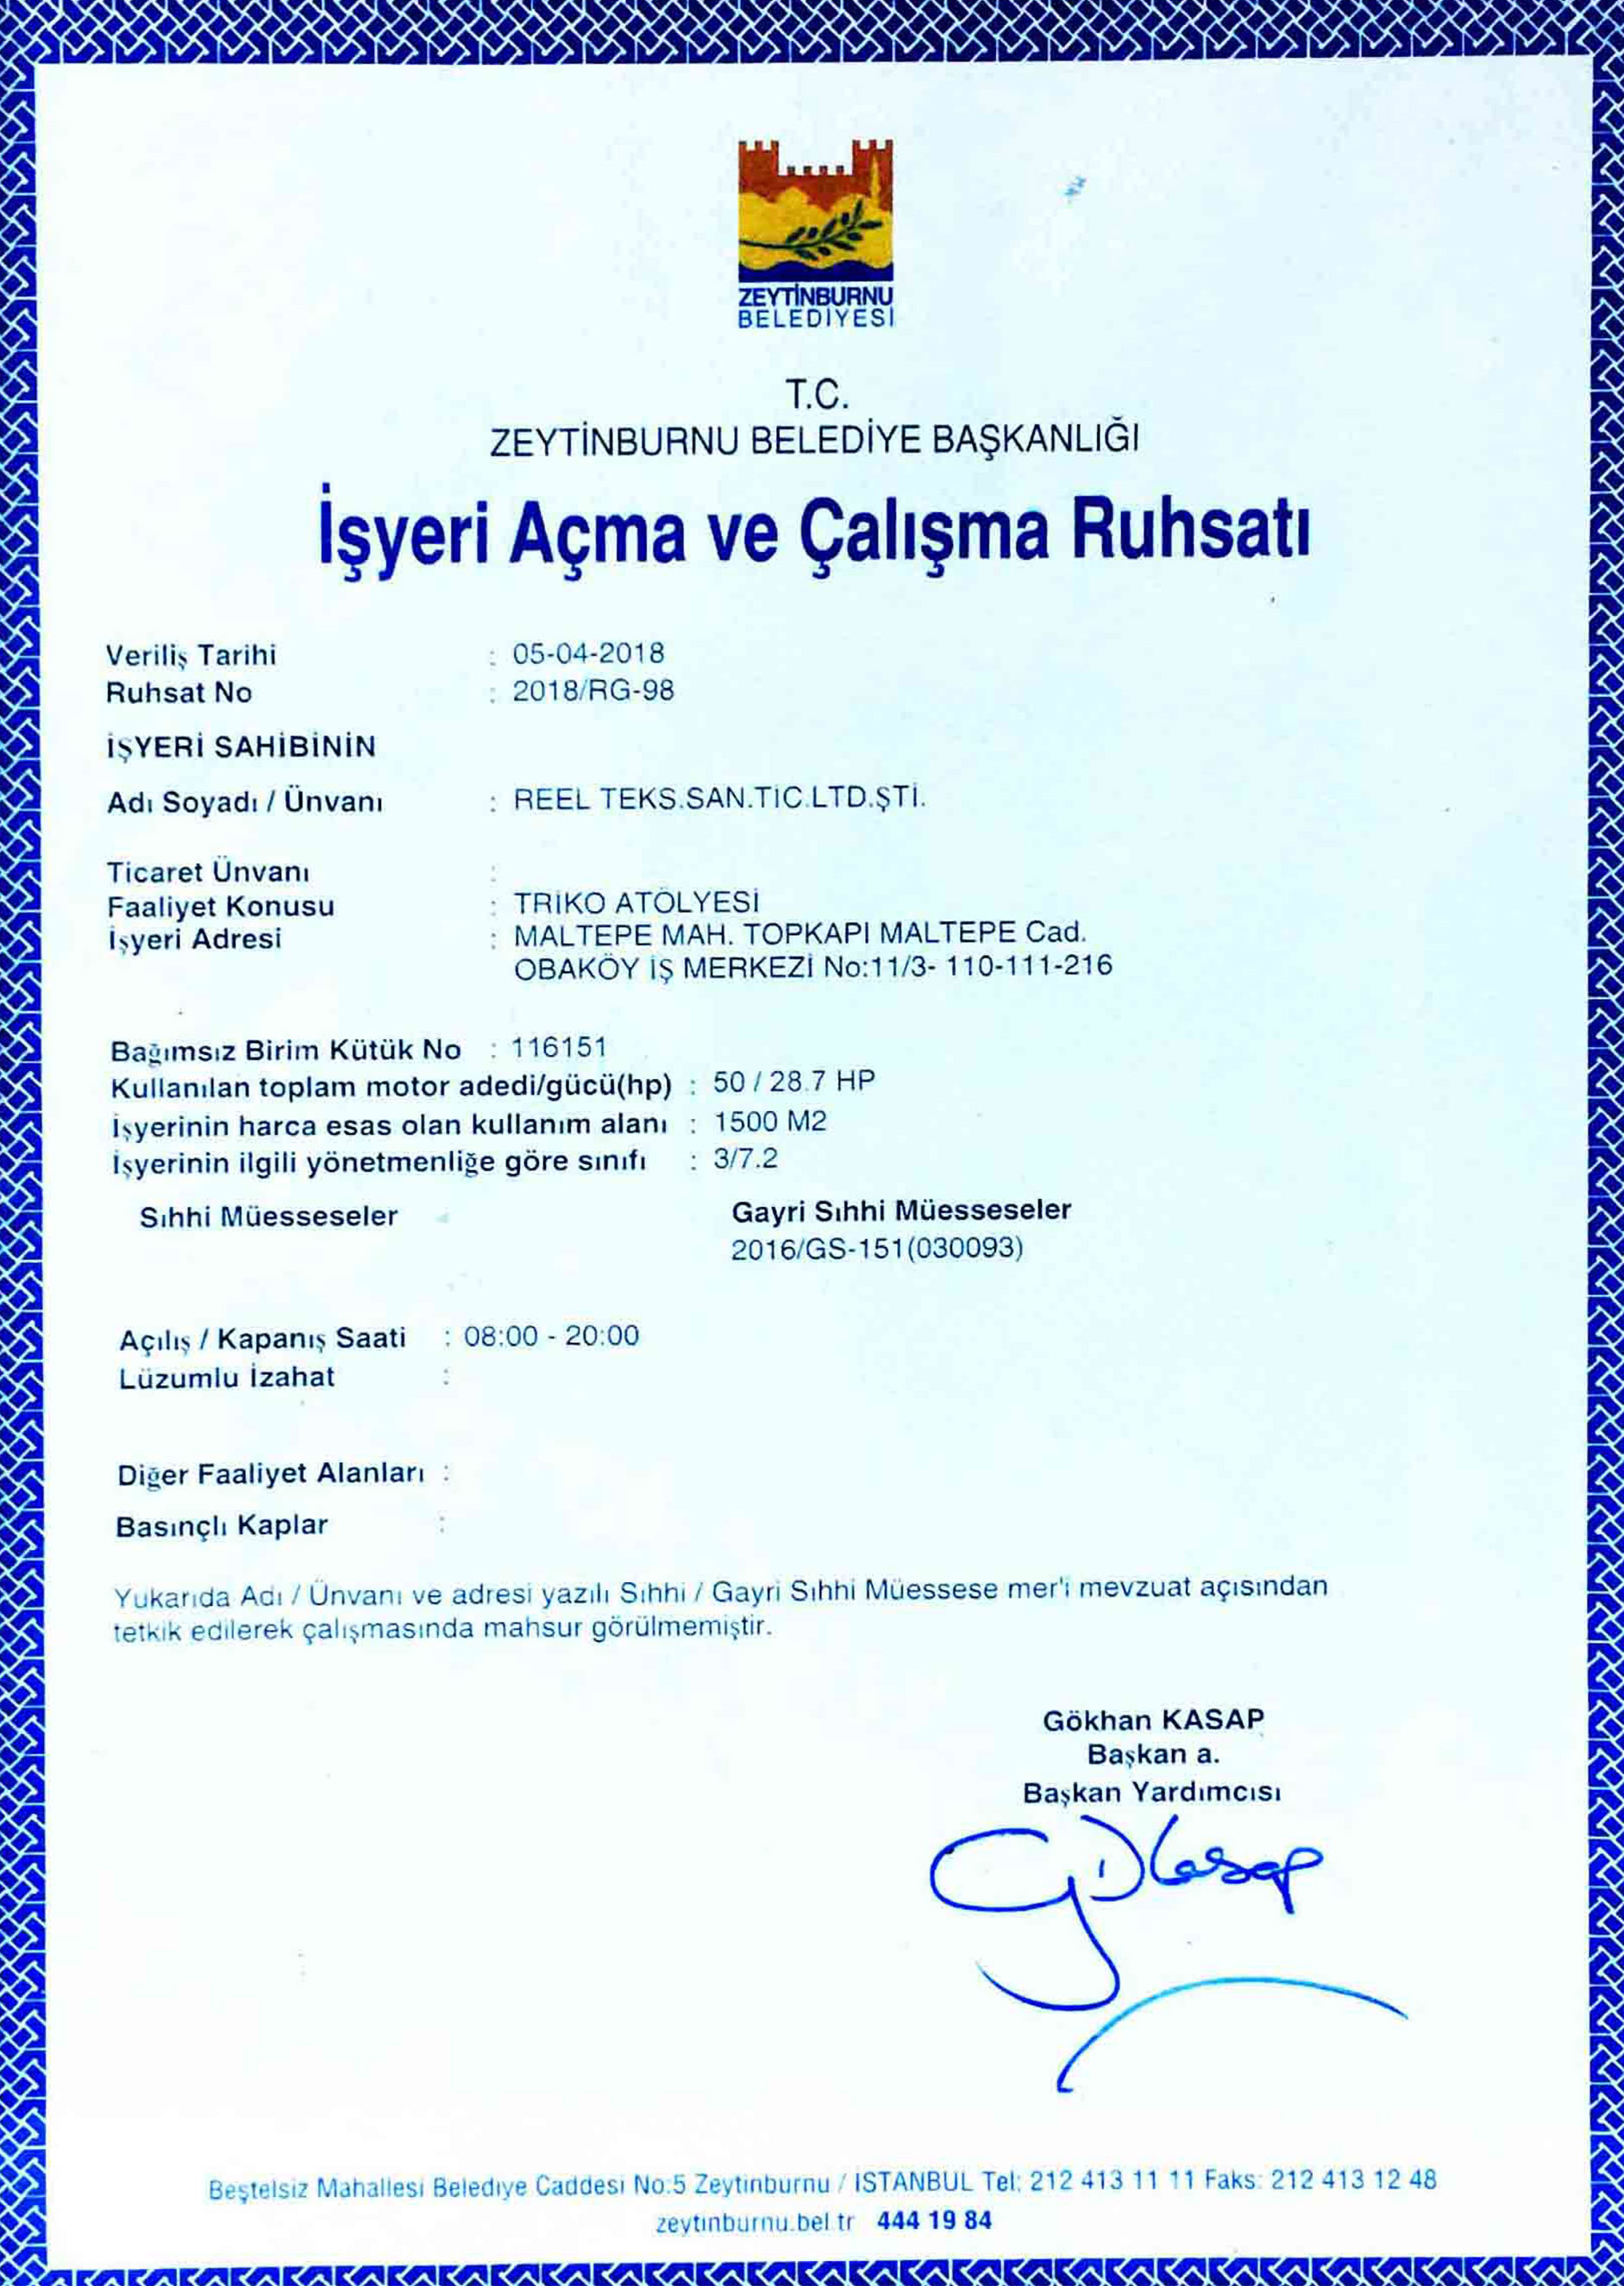 ZEYTİNBURNU
BELEDİYESİ
T.C.
ZEYTİNBURNU BELEDİYE BAŞKANLIĞI
İşyeri Açma ve Çalışma Ruhsatı
Veriliş Tarihi : 05-04-2018
Ruhsat No : 2018/RG-98
İŞYERİ SAHİBİNİN
Adı Soyadı / Ünvanı : REEL TEKS.SAN.TİC.LTD.ŞTİ.
Ticaret Ünvanı :
Faaliyet Konusu : TRİKO ATÖLYESİ
İşyeri Adresi : MALTEPE MAH. TOPKAPI MALTEPE Cad.
OBAKÖY İŞ MERKEZİ No:11/3- 110-111-216
Bağımsız Birim Kütük No : 116151
Kullanılan toplam motor adedi/gücü(hp) : 50 / 28.7 HP
İşyerinin harca esas olan kullanım alanı : 1500 M2
İşyerinin ilgili yönetmenliğe göre sınıfı : 3/7.2
Sıhhi Müesseseler Gayri Sıhhi Müesseseler
2016/GS-151(030093)
Açılış / Kapanış Saati : 08:00 - 20:00
Lüzumlu İzahat :
Diğer Faaliyet Alanları :
Basınçlı Kaplar :
Yukarıda Adı / Ünvanı ve adresi yazılı Sıhhi / Gayri Sıhhi Müessese mer'i mevzuat açısından
tetkik edilerek çalışmasında mahsur görülmemiştir.
Gökhan KASAP
Başkan a.
Başkan Yardımcısı
Beştelsiz Mahallesi Belediye Caddesi No:5 Zeytinburnu / İSTANBUL Tel: 212 413 11 11 Faks: 212 413 12 48
zeytinburnu.bel.tr 444 19 84